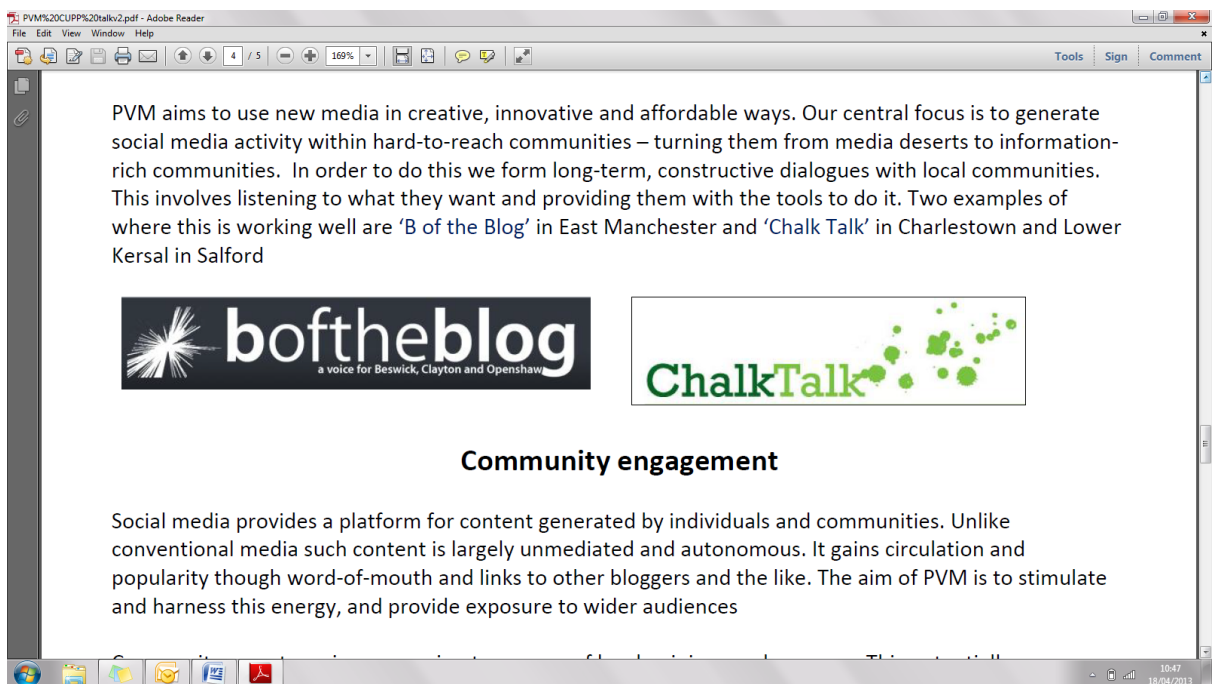 PVM%20CUPP%20talkv2.pdf - Adobe Reader
File Edit View Window Help
4 / 5 169% Tools Sign Comment
PVM aims to use new media in creative, innovative and affordable ways. Our central focus is to generate
social media activity within hard-to-reach communities – turning them from media deserts to information-
rich communities. In order to do this we form long-term, constructive dialogues with local communities.
This involves listening to what they want and providing them with the tools to do it. Two examples of
where this is working well are ‘B of the Blog’ in East Manchester and ‘Chalk Talk’ in Charlestown and Lower
Kersal in Salford
boftheblog
a voice for Beswick, Clayton and Openshaw
ChalkTalk
Community engagement
Social media provides a platform for content generated by individuals and communities. Unlike
conventional media such content is largely unmediated and autonomous. It gains circulation and
popularity though word-of-mouth and links to other bloggers and the like. The aim of PVM is to stimulate
and harness this energy, and provide exposure to wider audiences
10:47
18/04/2013